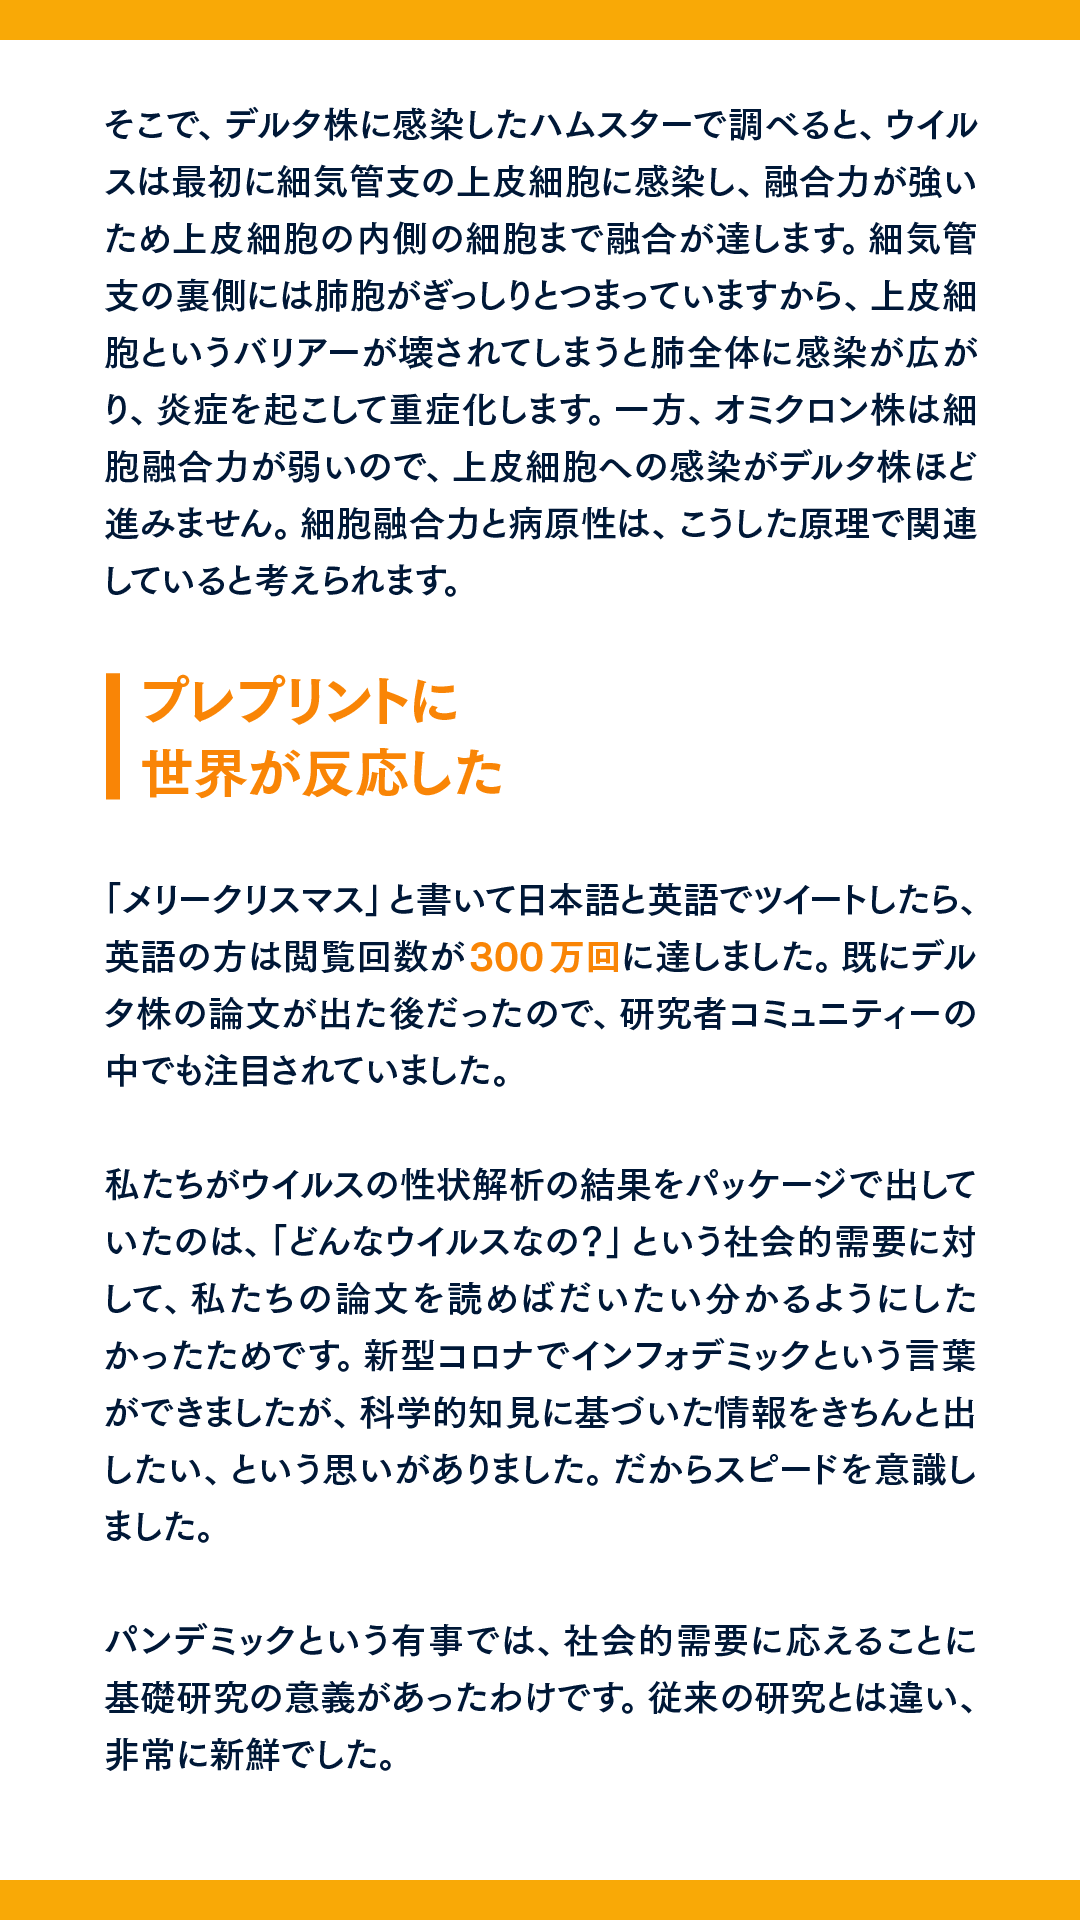 そこで、デルタ株に感染したハムスターで調べると、ウイル
スは最初に細気管支の上皮細胞に感染し、融合力が強い
ため上皮細胞の内側の細胞まで融合が達します。細気管
支の裏側には肺胞がぎっしりとつまっていますから、上皮細
胞というバリアーが壊されてしまうと肺全体に感染が広が
り、炎症を起こして重症化します。一方、オミクロン株は細
胞融合力が弱いので、上皮細胞への感染がデルタ株ほど
進みません。細胞融合力と病原性は、こうした原理で関連
していると考えられます。
プレプリントに
世界が反応した
「メリークリスマス」と書いて日本語と英語でツイートしたら、
英語の方は閲覧回数が300万回に達しました。既にデル
タ株の論文が出た後だったので、研究者コミュニティーの
中でも注目されていました。
私たちがウイルスの性状解析の結果をパッケージで出して
いたのは、「どんなウイルスなの？」という社会的需要に対
して、私たちの論文を読めばだいたい分かるようにした
かったためです。新型コロナでインフォデミックという言葉
ができましたが、科学的知見に基づいた情報をきちんと出
したい、という思いがありました。だからスピードを意識し
ました。
パンデミックという有事では、社会的需要に応えることに
基礎研究の意義があったわけです。従来の研究とは違い、
非常に新鮮でした。